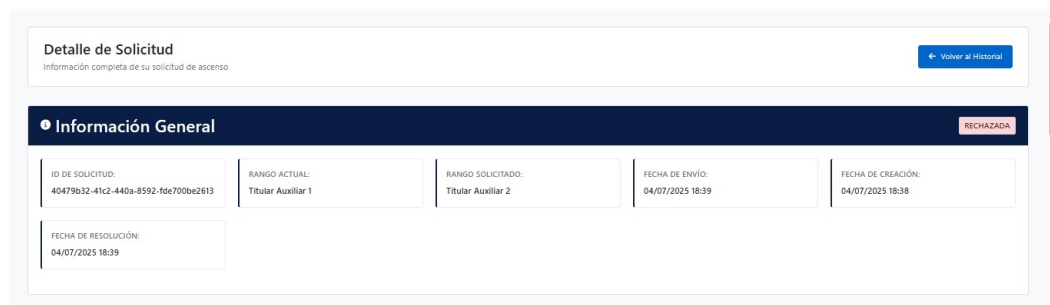 Detalle de Solicitud
Información completa de su solicitud de ascenso
← Volver al Historial
Información General
RECHAZADA
ID DE SOLICITUD:
40479b32-41c2-440a-8592-fde700be2613
RANGO ACTUAL:
Titular Auxiliar 1
RANGO SOLICITADO:
Titular Auxiliar 2
FECHA DE ENVÍO:
04/07/2025 18:39
FECHA DE CREACIÓN:
04/07/2025 18:38
FECHA DE RESOLUCIÓN:
04/07/2025 18:39